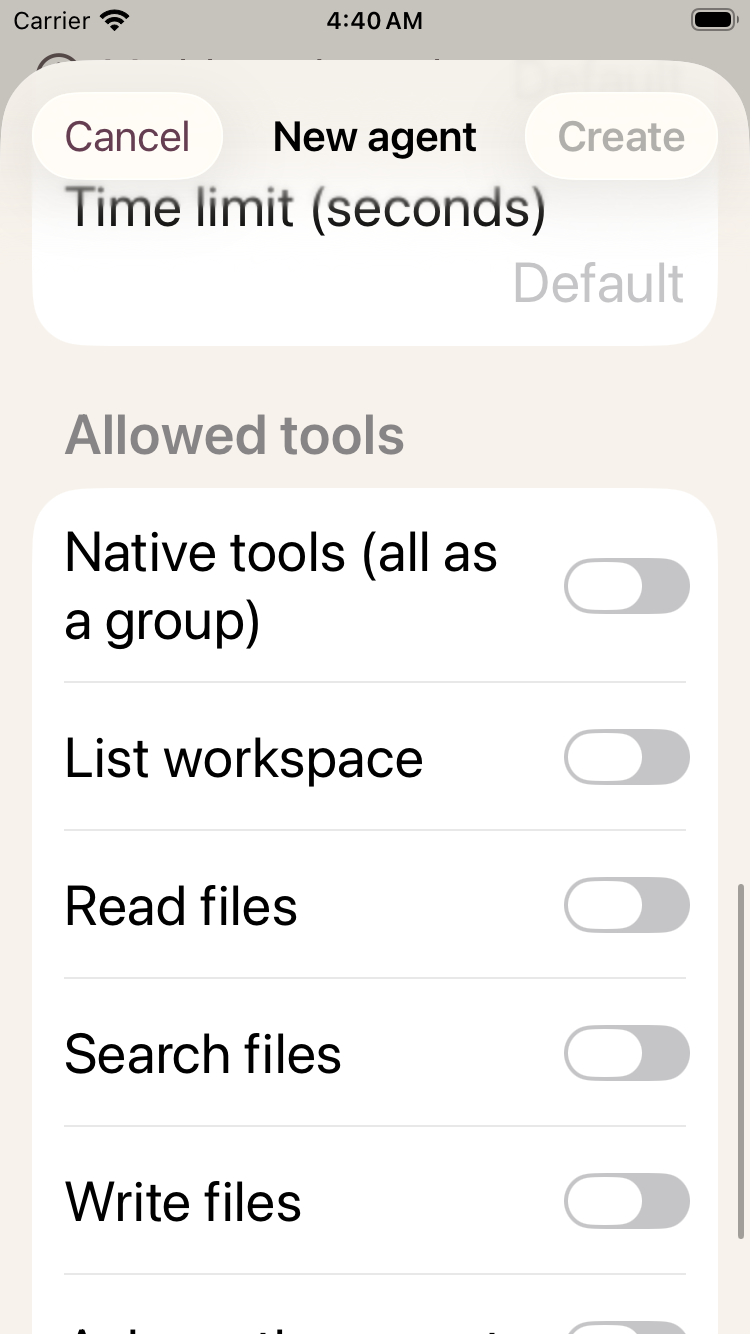 Carrier 4:40 AM
Cancel New agent Create
Time limit (seconds)
Default
Allowed tools
Native tools (all as
a group)
List workspace
Read files
Search files
Write files